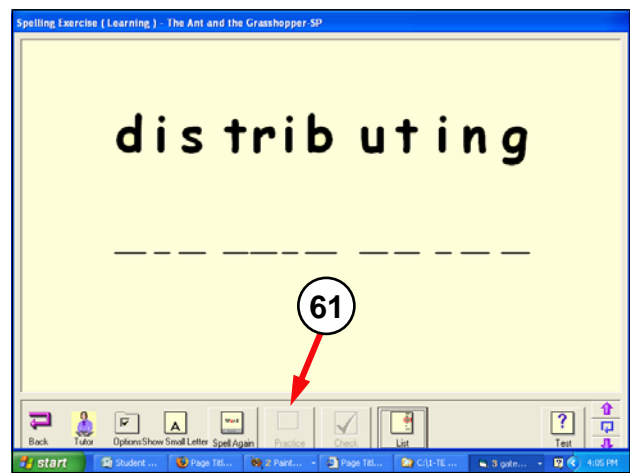 Spelling Exercise ( Learning ) - The Ant and the Grasshopper-SP
dis trib ut ing
61
Word
Back Tutor Options Show Small Letter Spell Again Practice Check List Test
start Student ... Page Titl... 2 Paint... Page Titl... C:\1-TE ... 3 gate... 4:05 PM